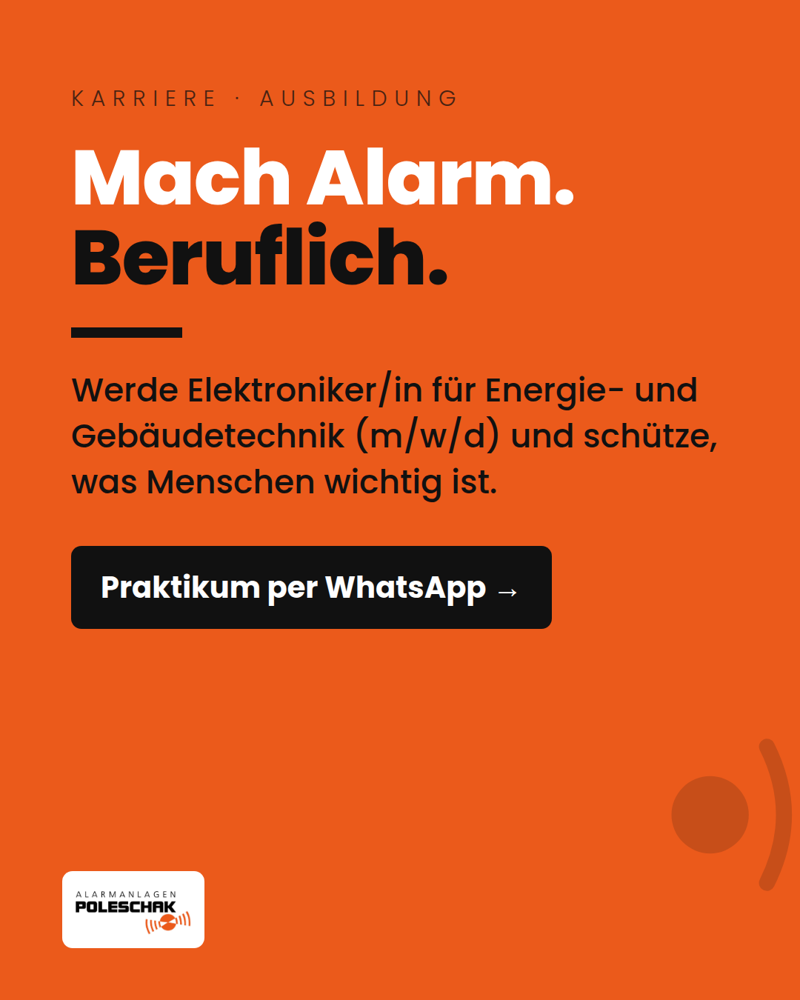 KARRIERE · AUSBILDUNG
Mach Alarm.
Beruflich.
Werde Elektroniker/in für Energie- und
Gebäudetechnik (m/w/d) und schütze,
was Menschen wichtig ist.
Praktikum per WhatsApp →
ALARMANLAGEN
POLESCHAK